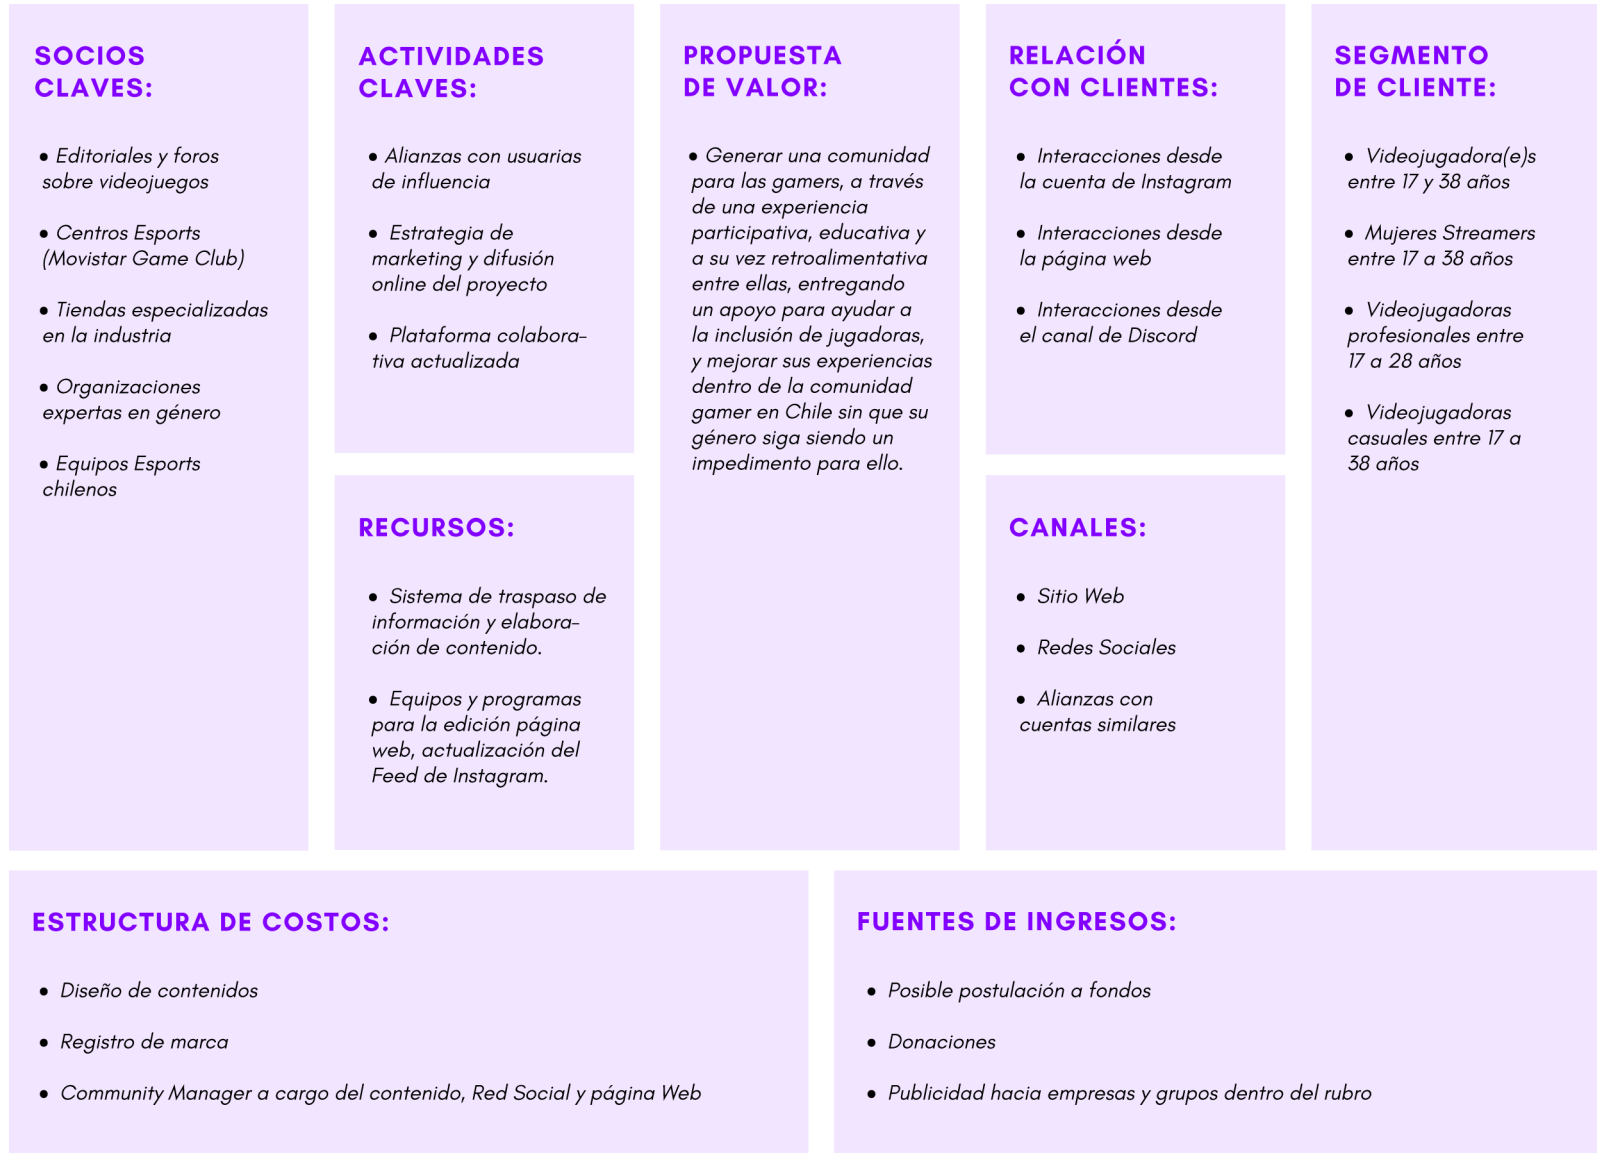 SOCIOS
CLAVES:
• Editoriales y foros
sobre videojuegos
• Centros Esports
(Movistar Game Club)
• Tiendas especializadas
en la industria
• Organizaciones
expertas en género
• Equipos Esports
chilenos
ACTIVIDADES
CLAVES:
• Alianzas con usuarias
de influencia
• Estrategia de
marketing y difusión
online del proyecto
• Plataforma colabora-
tiva actualizada
RECURSOS:
• Sistema de traspaso de
información y elabora-
ción de contenido.
• Equipos y programas
para la edición página
web, actualización del
Feed de Instagram.
PROPUESTA
DE VALOR:
• Generar una comunidad
para las gamers, a través
de una experiencia
participativa, educativa y
a su vez retroalimentativa
entre ellas, entregando
un apoyo para ayudar a
la inclusión de jugadoras,
y mejorar sus experiencias
dentro de la comunidad
gamer en Chile sin que su
género siga siendo un
impedimento para ello.
RELACIÓN
CON CLIENTES:
• Interacciones desde
la cuenta de Instagram
• Interacciones desde
la página web
• Interacciones desde
el canal de Discord
CANALES:
• Sitio Web
• Redes Sociales
• Alianzas con
cuentas similares
SEGMENTO
DE CLIENTE:
• Videojugadora(e)s
entre 17 y 38 años
• Mujeres Streamers
entre 17 a 38 años
• Videojugadoras
profesionales entre
17 a 28 años
• Videojugadoras
casuales entre 17 a
38 años
ESTRUCTURA DE COSTOS:
• Diseño de contenidos
• Registro de marca
• Community Manager a cargo del contenido, Red Social y página Web
FUENTES DE INGRESOS:
• Posible postulación a fondos
• Donaciones
• Publicidad hacia empresas y grupos dentro del rubro